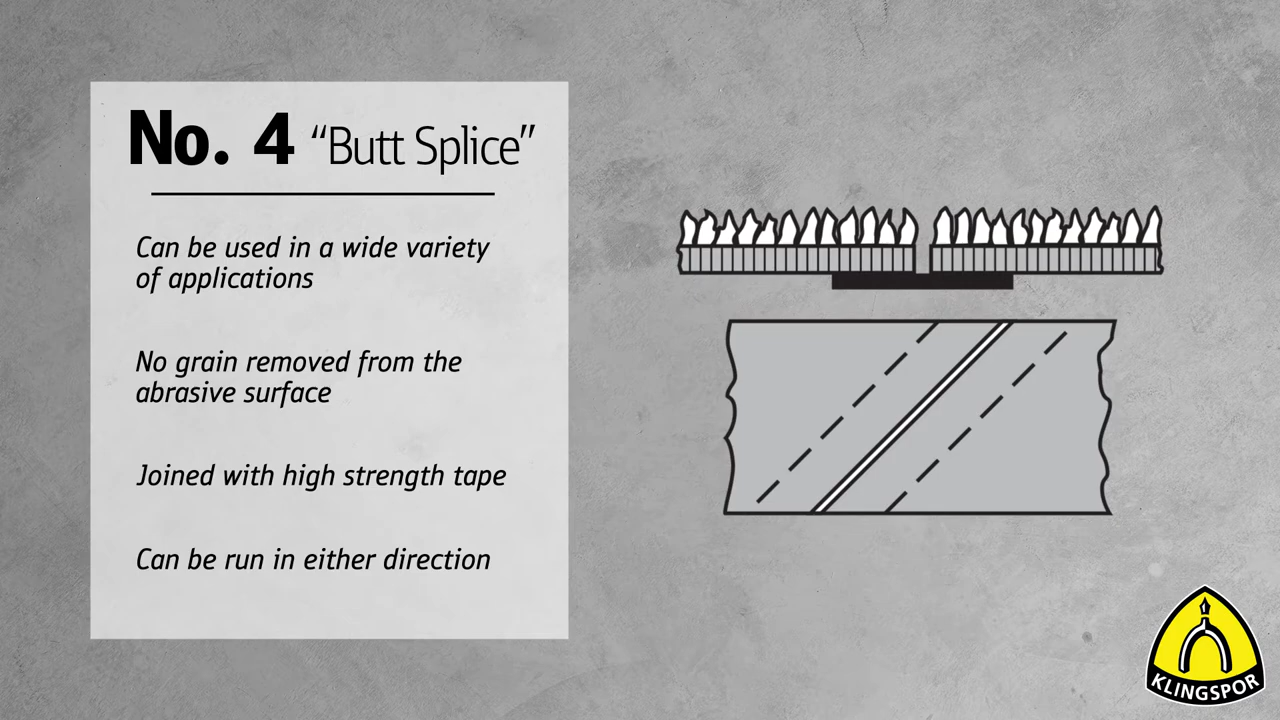 No. 4 “Butt Splice”
Can be used in a wide variety
of applications
No grain removed from the
abrasive surface
Joined with high strength tape
Can be run in either direction
KLINGSPOR